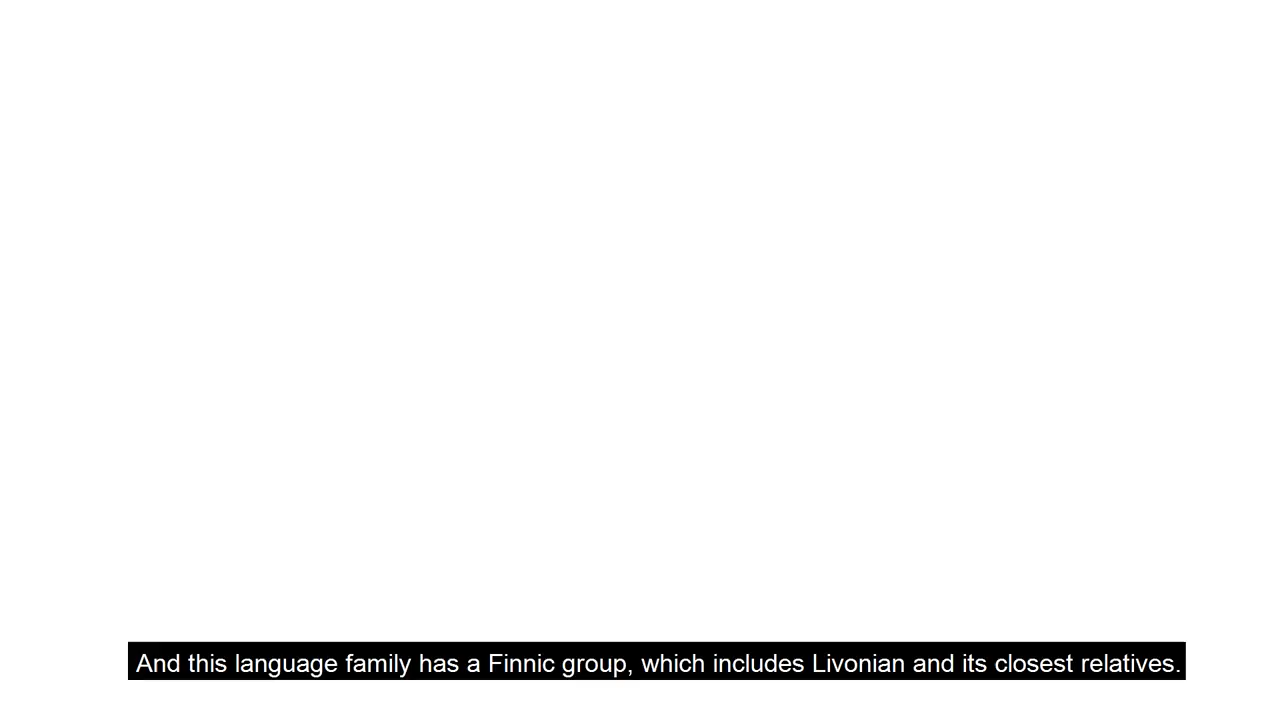 And this language family has a Finnic group, which includes Livonian and its closest relatives.